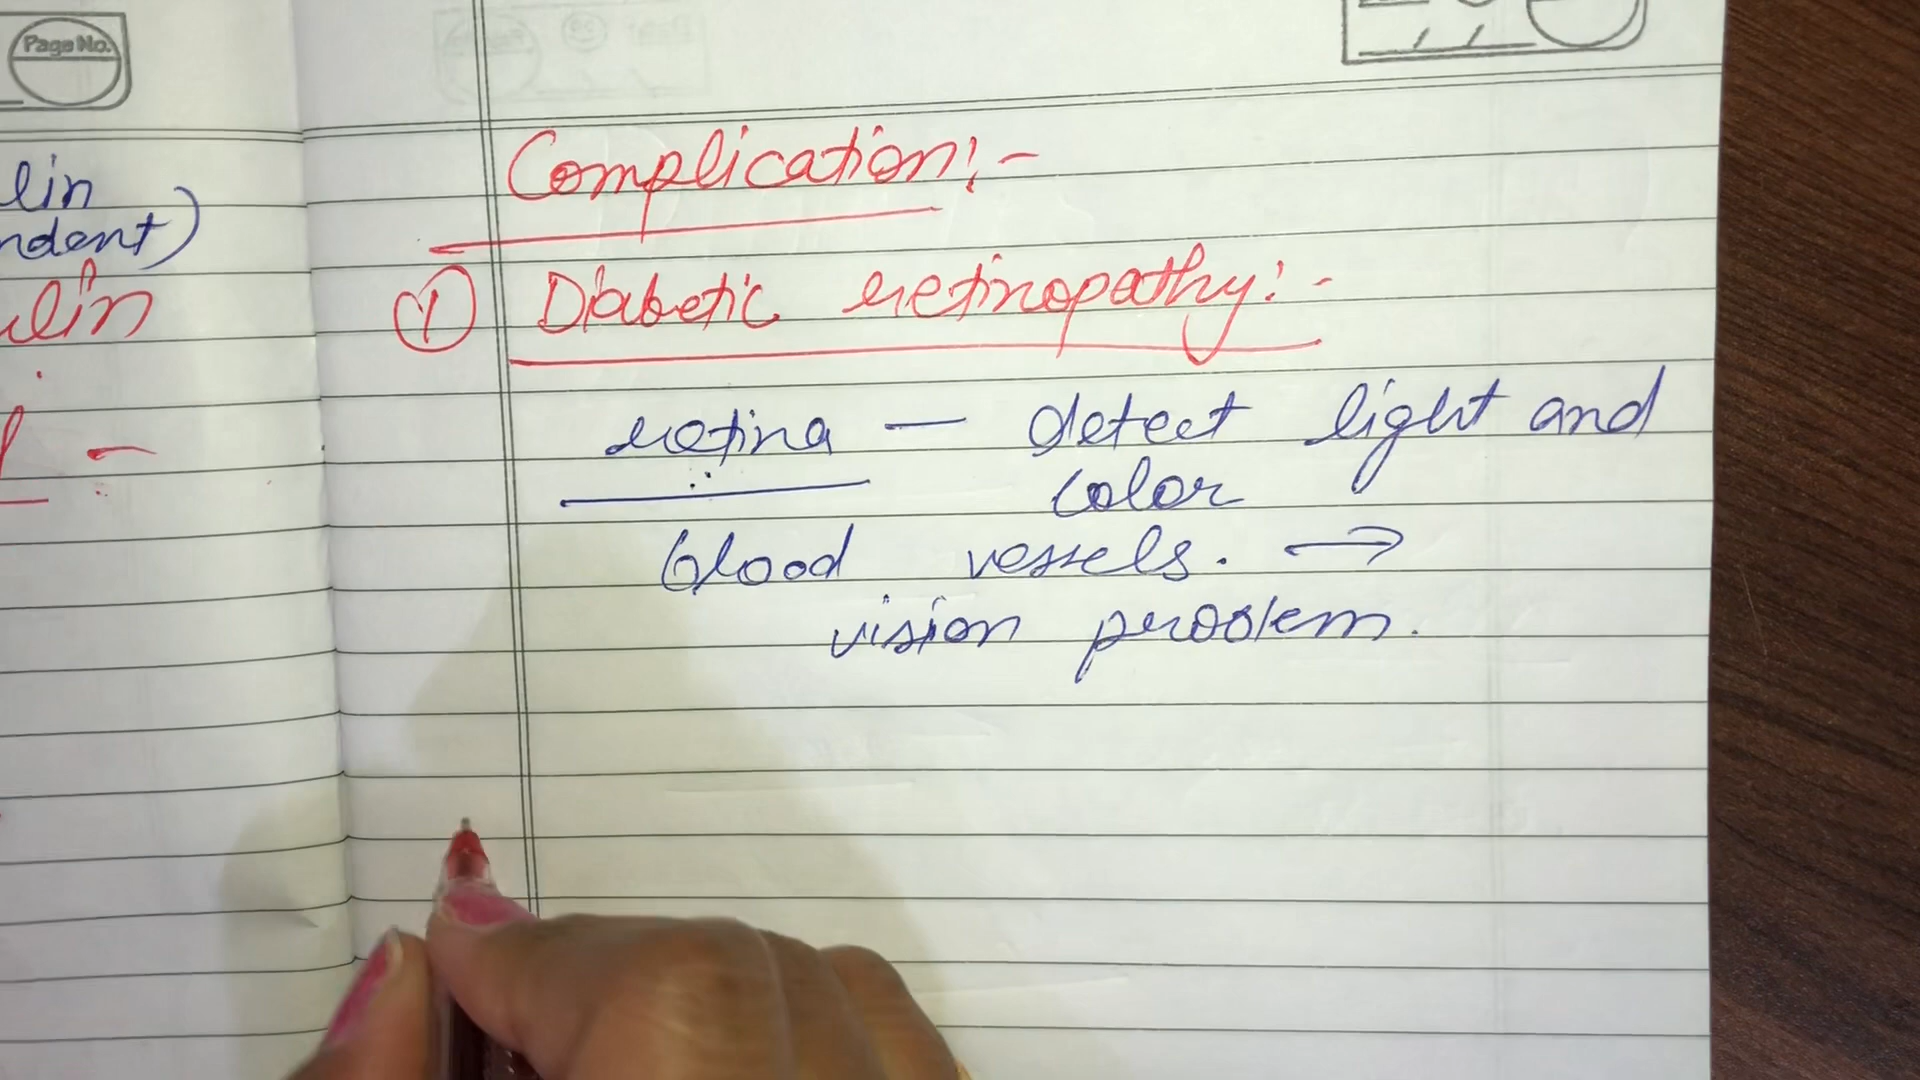 Page No.
lin
ndent)
lin
Complication:-
① Diabetic retinopathy:-
retina — detect light and
color
blood vessels. →
vision problem.